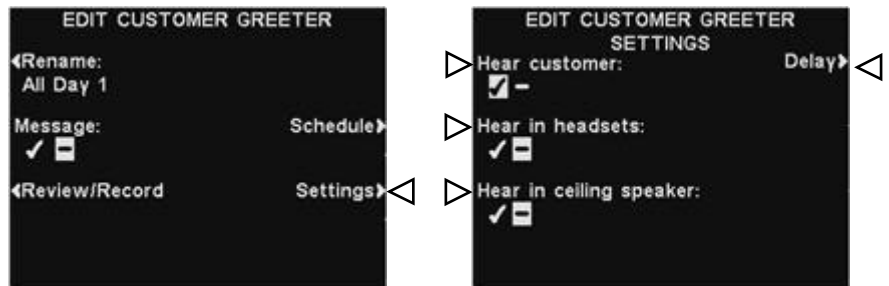 EDIT CUSTOMER GREETER
Rename:
All Day 1
Message:
Schedule
Review/Record
Settings
EDIT CUSTOMER GREETER
SETTINGS
Hear customer:
Delay
Hear in headsets:
Hear in ceiling speaker: